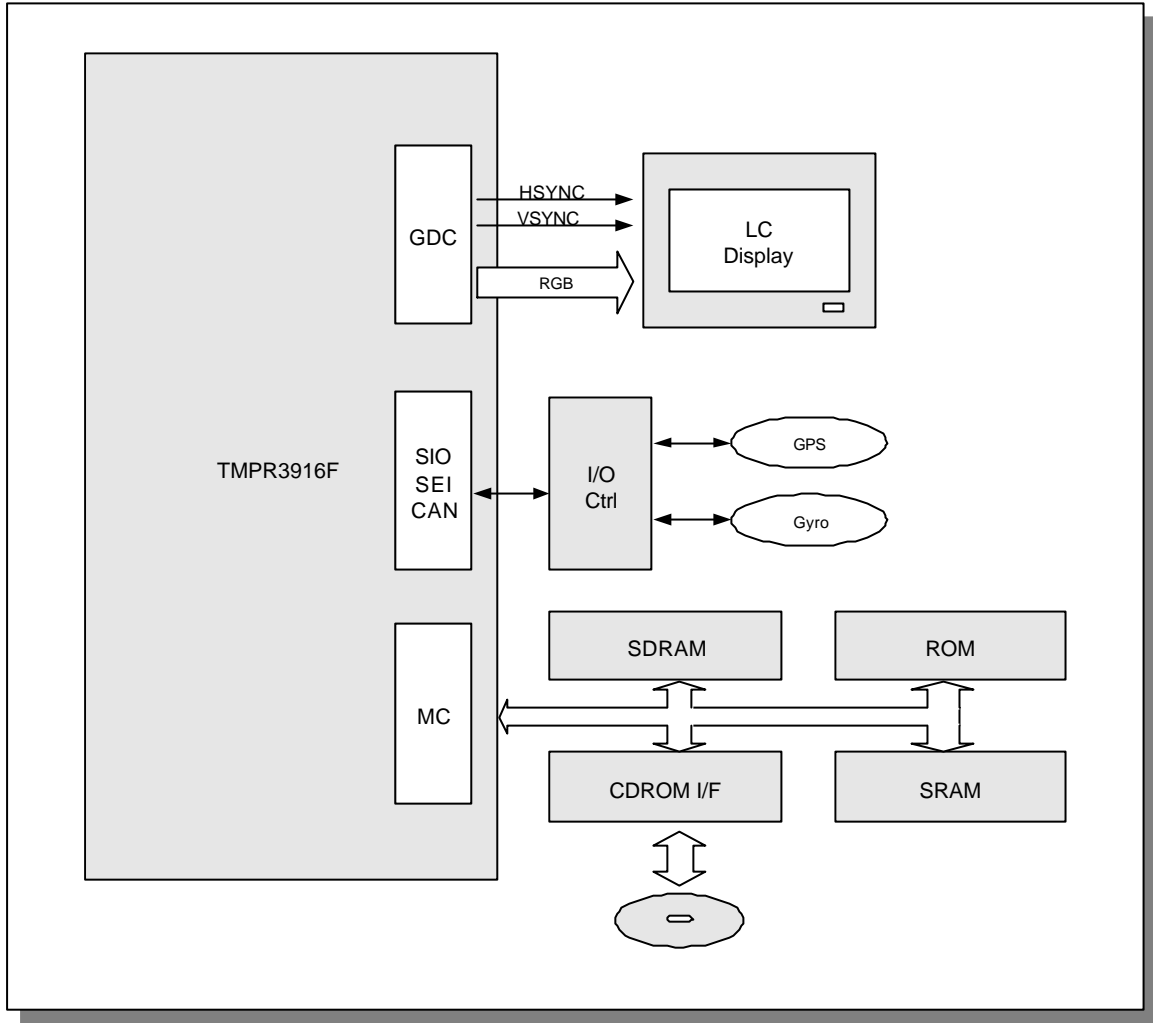 HSYNC
VSYNC
GDC
RGB
LC
Display
TMPR3916F
SIO
SEI
CAN
I/O
Ctrl
GPS
Gyro
MC
SDRAM
ROM
CDROM I/F
SRAM